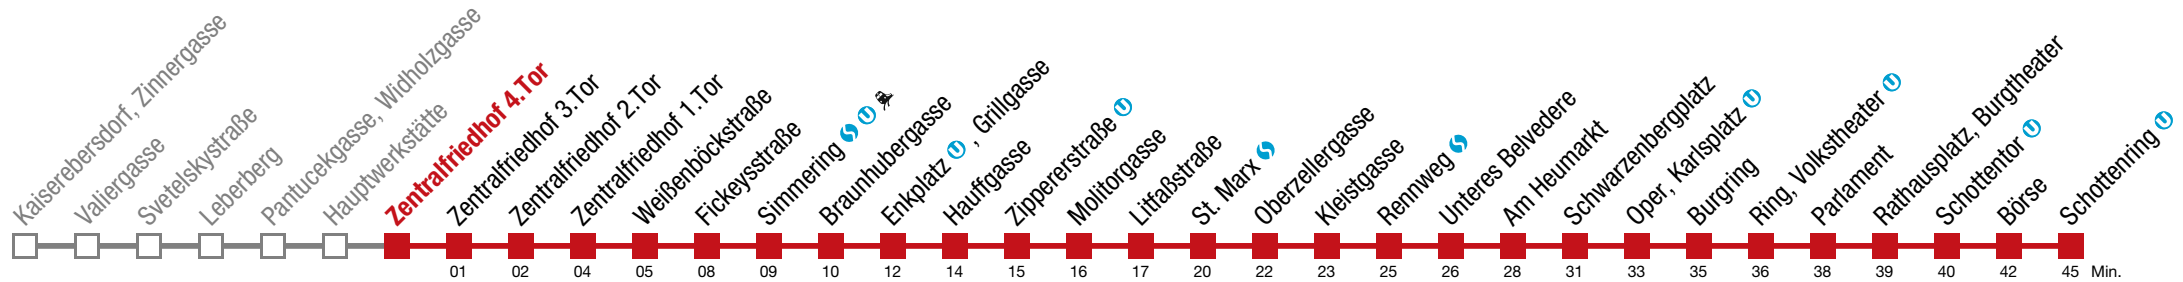 Kaiserebersdorf, Zinnergasse
Valiergasse
Svetelskystraße
Leberberg
Pantucekgasse, Widholzgasse
Hauptwerkstätte
Zentralfriedhof 4.Tor
Zentralfriedhof 3.Tor
Zentralfriedhof 2.Tor
Zentralfriedhof 1.Tor
Weißenböckstraße
Fickeysstraße
Simmering S U
Braunhubergasse
Enkplatz U , Grillgasse
Hauffgasse
Zippererstraße U
Molitorgasse
Litfaßstraße
St. Marx S
Oberzellergasse
Kleistgasse
Rennweg S
Unteres Belvedere
Am Heumarkt
Schwarzenbergplatz
Oper, Karlsplatz U
Burgring
Ring, Volkstheater U
Parlament
Rathausplatz, Burgtheater
Schottentor U
Börse
Schottenring U
01 02 04 05 08 09 10 12 14 15 16 17 20 22 23 25 26 28 31 33 35 36 38 39 40 42 45 Min.